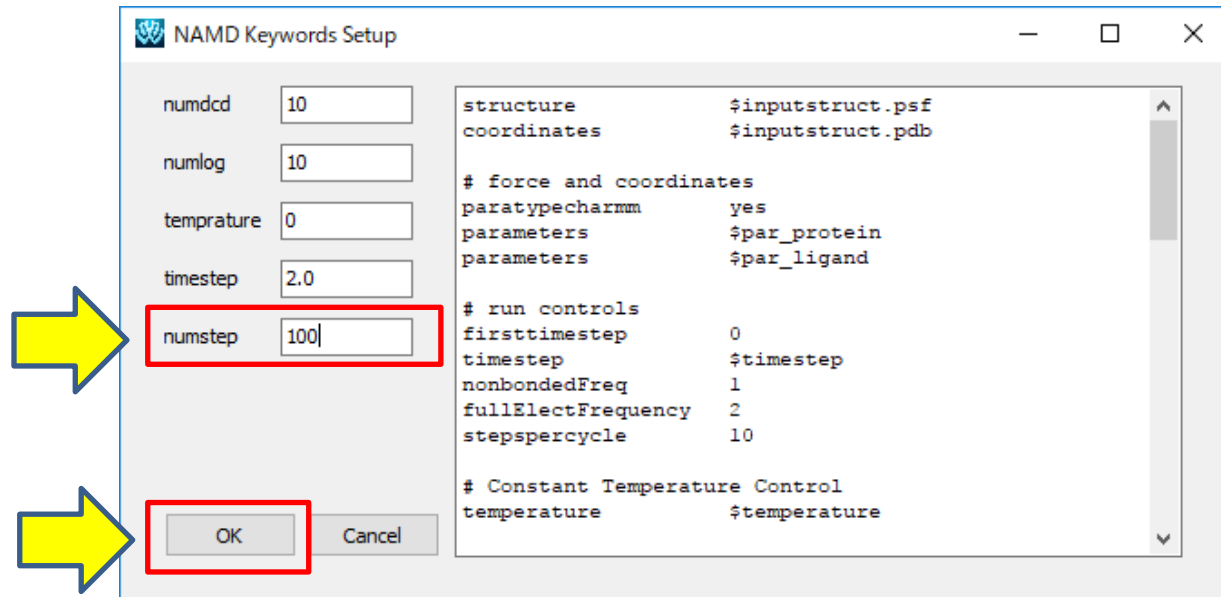 NAMD Keywords Setup
numdcd 10
numlog 10
temprature 0
timestep 2.0
numstep 100
OK Cancel
structure $inputstruct.psf
coordinates $inputstruct.pdb
# force and coordinates
paratypecharmm yes
parameters $par_protein
parameters $par_ligand
# run controls
firsttimestep 0
timestep $timestep
nonbondedFreq 1
fullElectFrequency 2
stepspercycle 10
# Constant Temperature Control
temperature $temperature